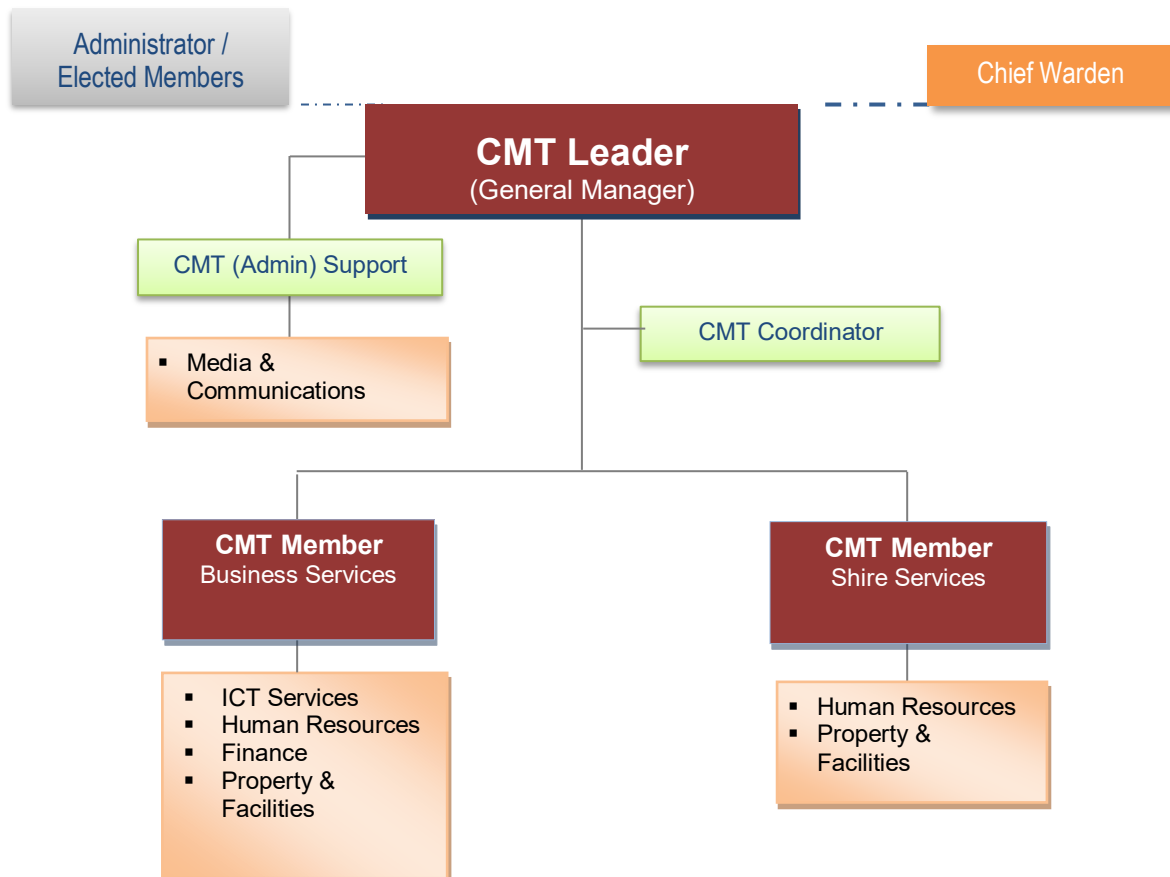 Administrator /
Elected Members
Chief Warden
CMT Leader
(General Manager)
CMT (Admin) Support
CMT Coordinator
▪ Media &
Communications
CMT Member
Business Services
CMT Member
Shire Services
▪ ICT Services
▪ Human Resources
▪ Finance
▪ Property &
Facilities
▪ Human Resources
▪ Property &
Facilities